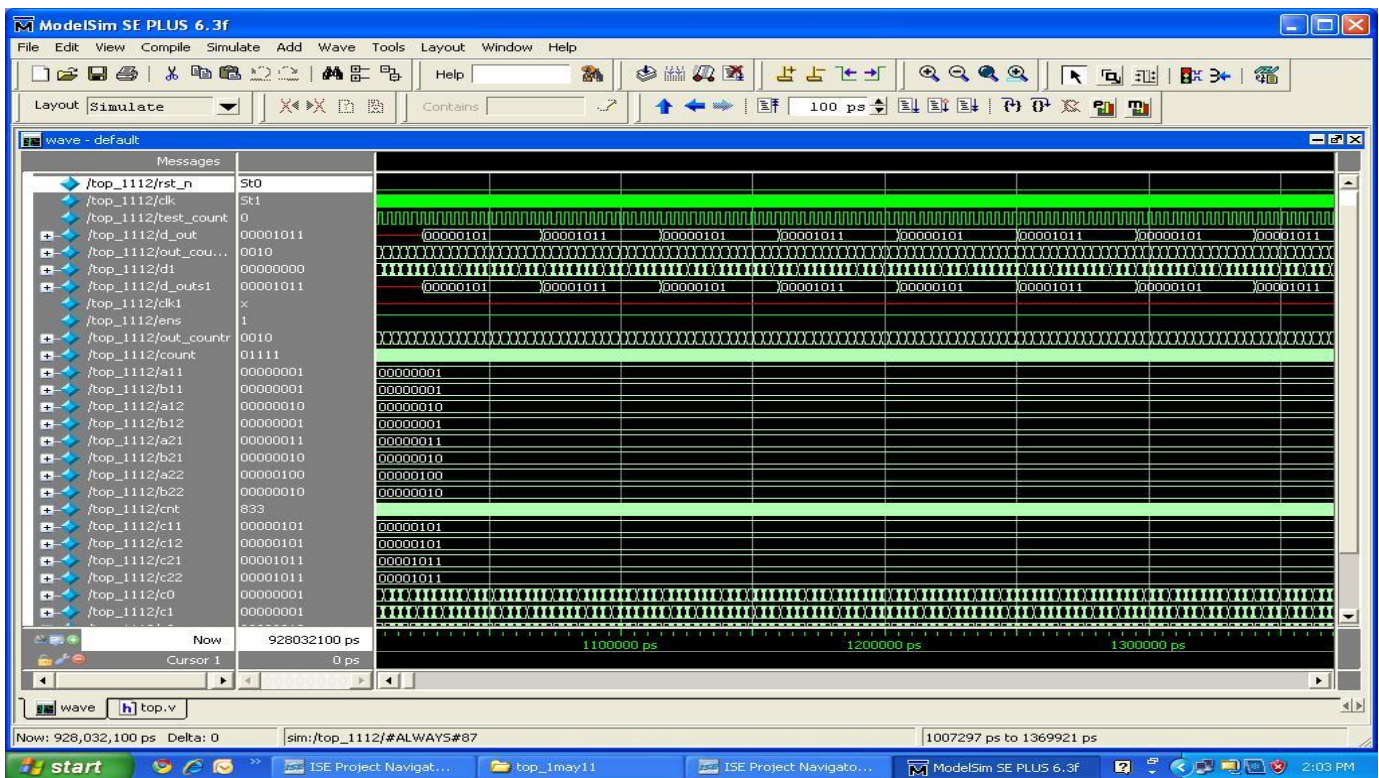 ModelSim SE PLUS 6.3f
File Edit View Compile Simulate Add Wave Tools Layout Window Help
Help
Layout Simulate Contains 100 ps
wave - default
Messages
/top_1112/rst_n St0
/top_1112/clk St1
/top_1112/test_count 0
/top_1112/d_out 00001011 00000101 00001011 00000101 00001011 00000101 00001011 00000101 00001011
/top_1112/out_cou... 0010
/top_1112/d1 00000000
/top_1112/d_outs1 00001011 00000101 00001011 00000101 00001011 00000101 00001011 00000101 00001011
/top_1112/clk1 x
/top_1112/ens 1
/top_1112/out_countr 0010
/top_1112/count 01111
/top_1112/a11 00000001 00000001
/top_1112/b11 00000001 00000001
/top_1112/a12 00000010 00000010
/top_1112/b12 00000001 00000001
/top_1112/a21 00000011 00000011
/top_1112/b21 00000010 00000010
/top_1112/a22 00000100 00000100
/top_1112/b22 00000010 00000010
/top_1112/cnt 833
/top_1112/c11 00000101 00000101
/top_1112/c12 00000101 00000101
/top_1112/c21 00001011 00001011
/top_1112/c22 00001011 00001011
/top_1112/c0 00000001
/top_1112/c1 00000001
Now 928032100 ps 1100000 ps 1200000 ps 1300000 ps
Cursor 1 0 ps
wave top.v
Now: 928,032,100 ps Delta: 0 sim:/top_1112/#ALWAYS#87 1007297 ps to 1369921 ps
start ISE Project Navigat... top_1may11 ISE Project Navigato... ModelSim SE PLUS 6.3f 2:03 PM